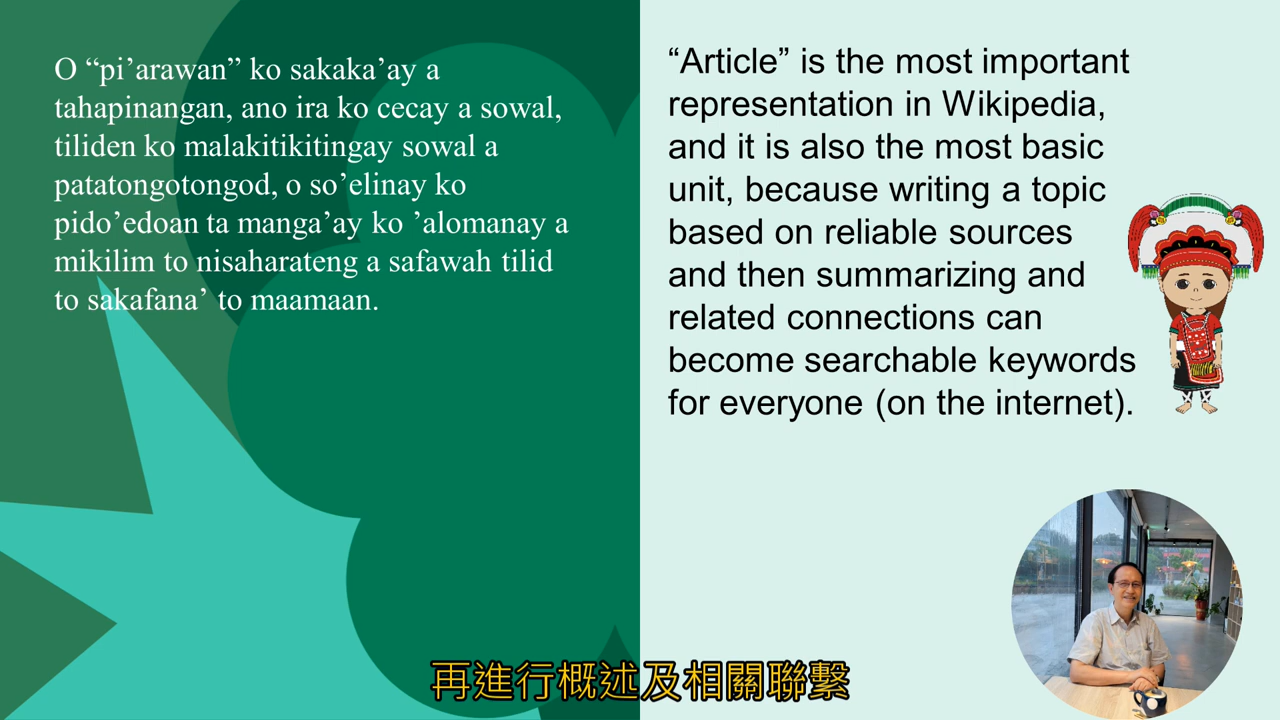 O “pi’arawan” ko sakaka’ay a
tahapinangan, ano ira ko cecay a sowal,
tiliden ko malakitikitingay sowal a
patatongotongod, o so’elinay ko
pido’edoan ta manga’ay ko ’alomanay a
mikilim to nisaharateng a safawah tilid
to sakafana’ to maamaan.
“Article” is the most important
representation in Wikipedia,
and it is also the most basic
unit, because writing a topic
based on reliable sources
and then summarizing and
related connections can
become searchable keywords
for everyone (on the internet).
再進行概述及相關聯繫